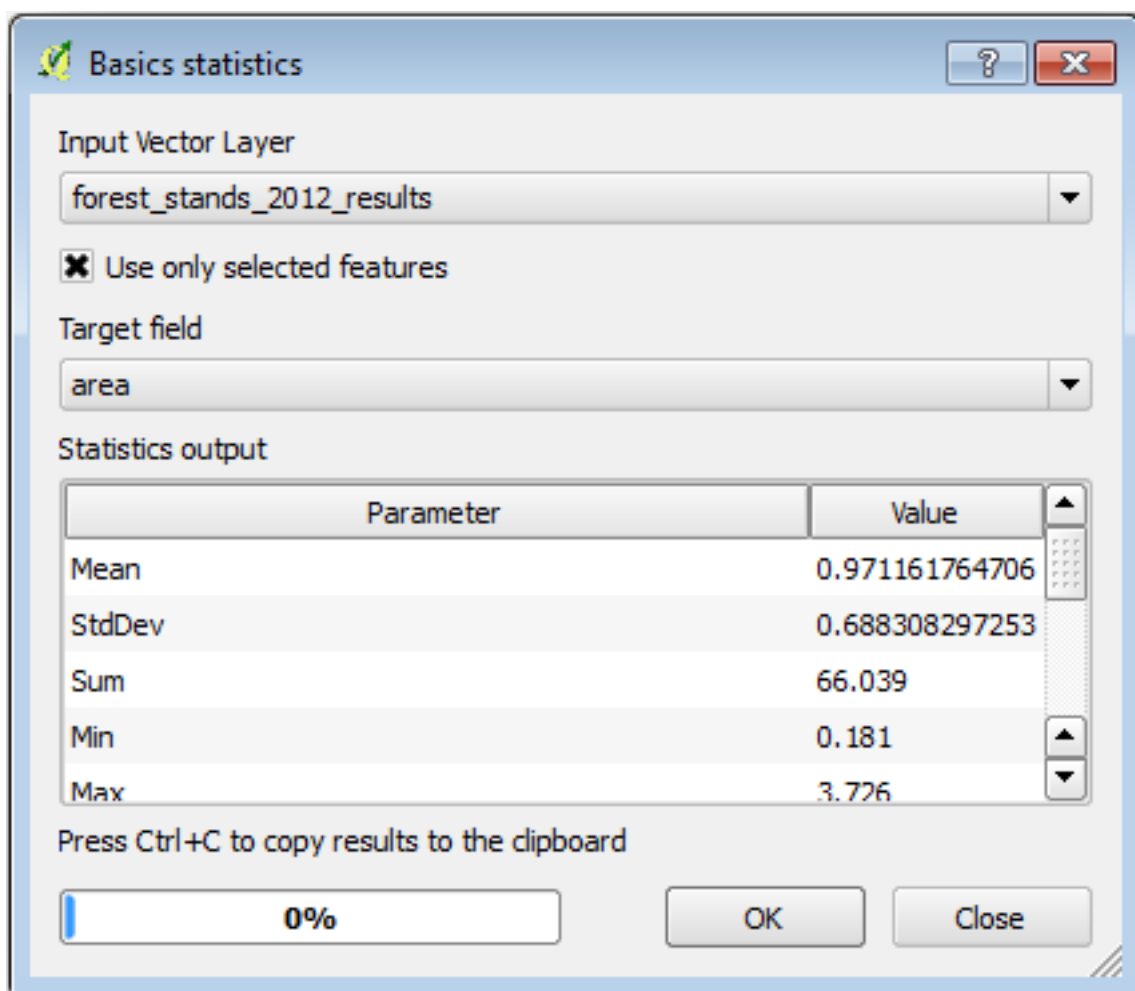 Basics statistics
Input Vector Layer
forest_stands_2012_results
Use only selected features
Target field
area
Statistics output
Parameter Value
Mean 0.971161764706
StdDev 0.688308297253
Sum 66.039
Min 0.181
Max 3.726
Press Ctrl+C to copy results to the clipboard
0% OK Close